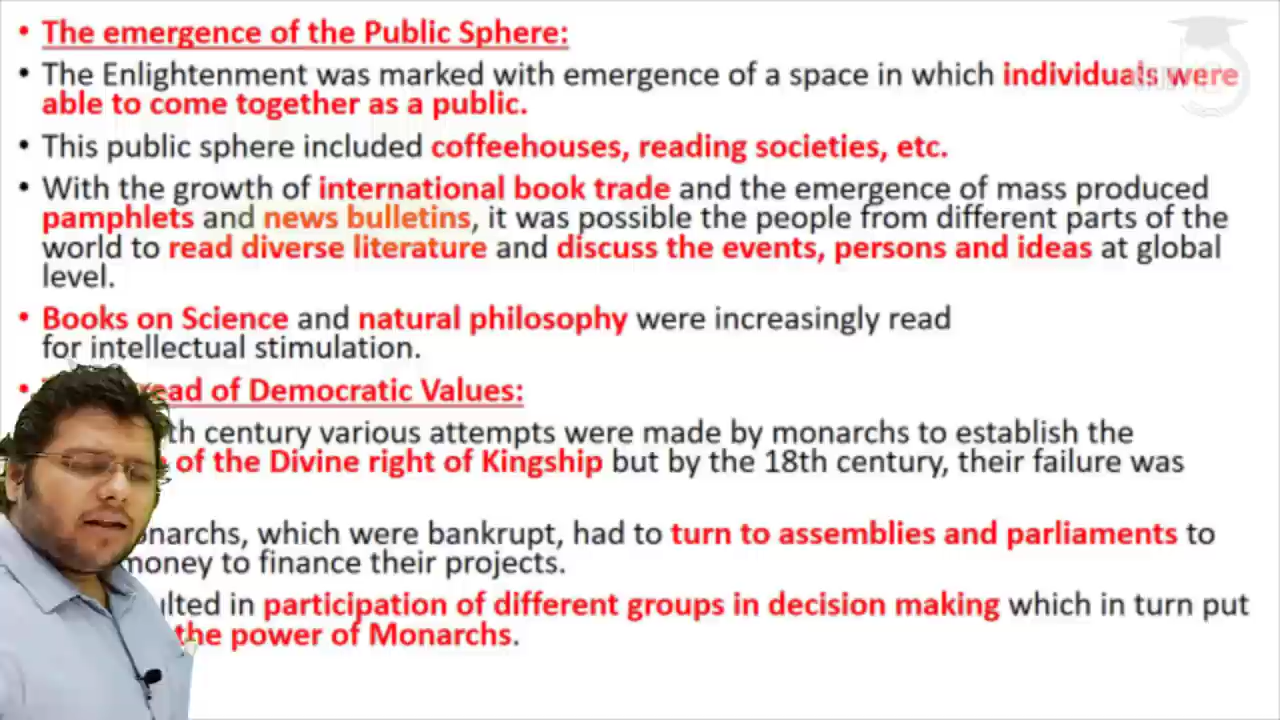 • The emergence of the Public Sphere:
• The Enlightenment was marked with emergence of a space in which individuals were
able to come together as a public.
• This public sphere included coffeehouses, reading societies, etc.
• With the growth of international book trade and the emergence of mass produced
pamphlets and news bulletins, it was possible the people from different parts of the
world to read diverse literature and discuss the events, persons and ideas at global
level.
• Books on Science and natural philosophy were increasingly read
for intellectual stimulation.
• of Democratic Values:
century various attempts were made by monarchs to establish the
of the Divine right of Kingship but by the 18th century, their failure was
which were bankrupt, had to turn to assemblies and parliaments to
money to finance their projects.
in participation of different groups in decision making which in turn put
the power of Monarchs.